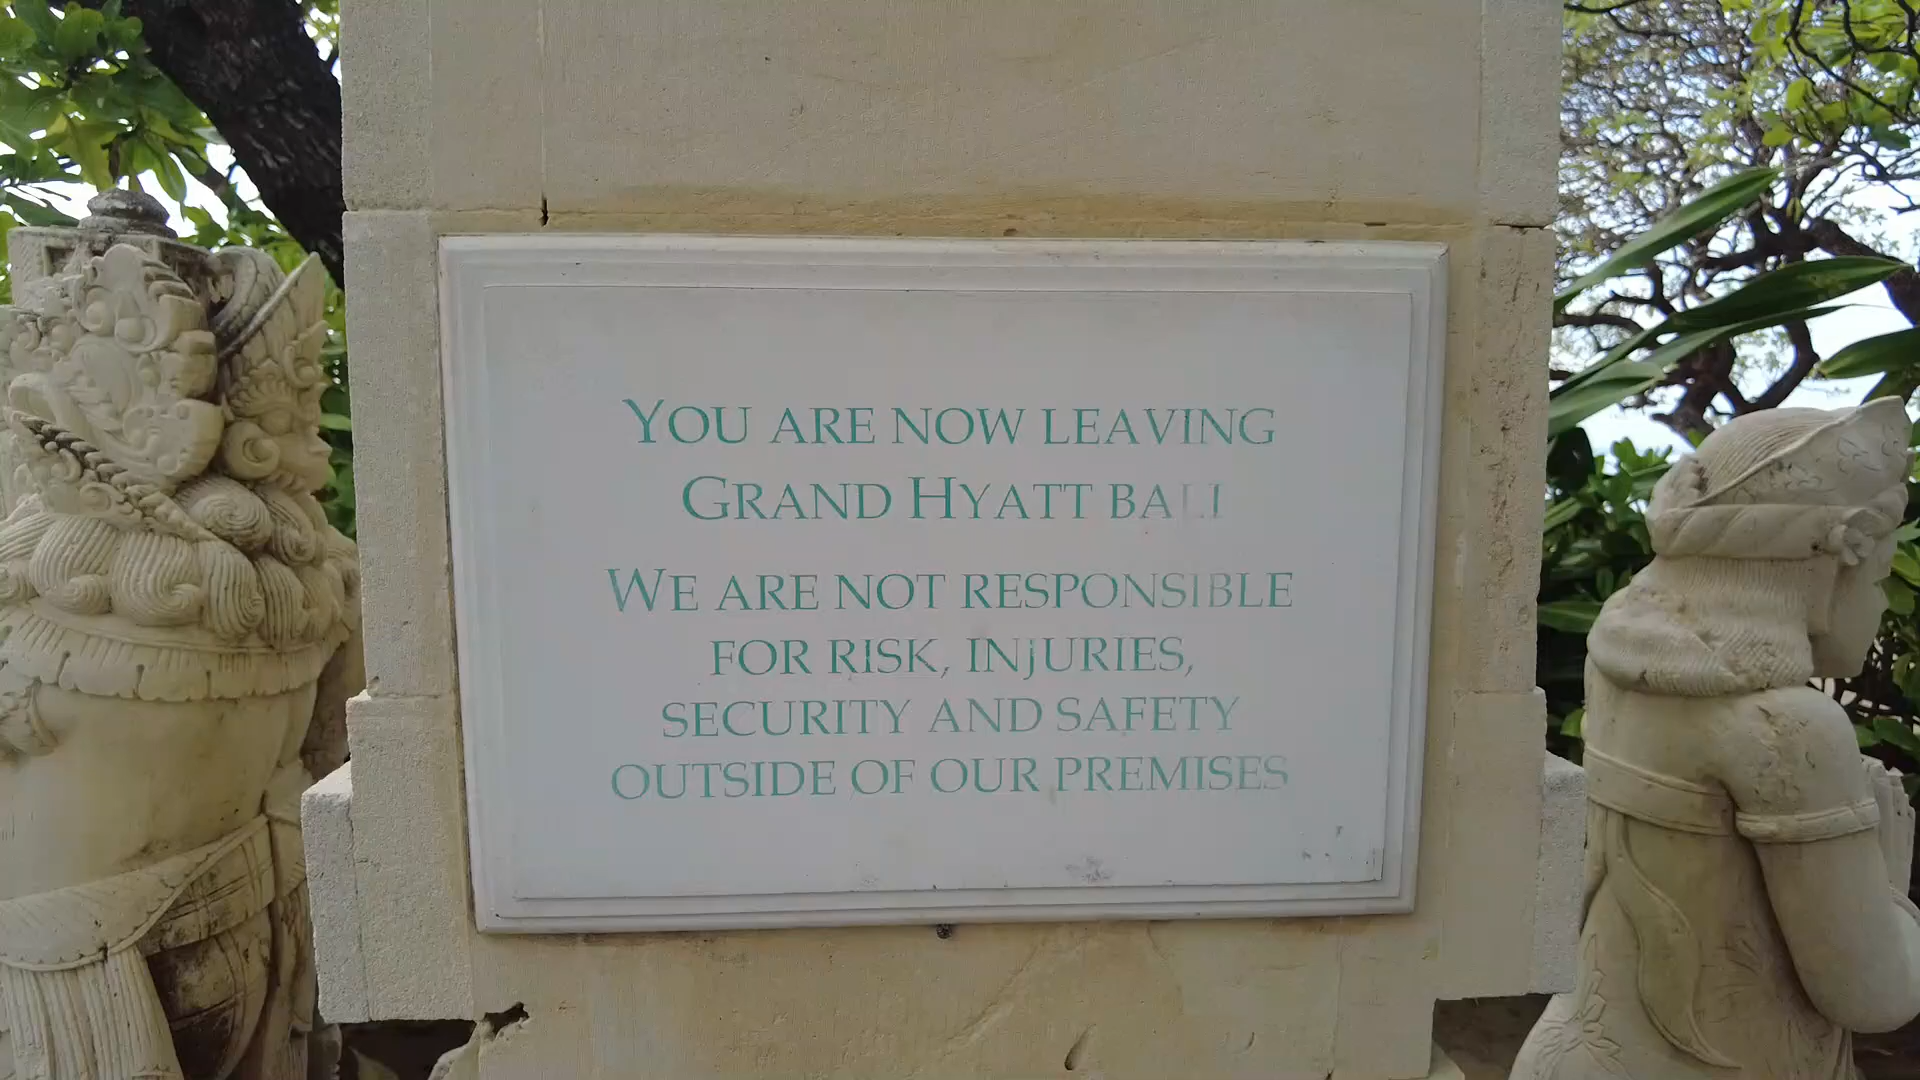 YOU ARE NOW LEAVING
GRAND HYATT BALI
WE ARE NOT RESPONSIBLE
FOR RISK, INJURIES,
SECURITY AND SAFETY
OUTSIDE OF OUR PREMISES